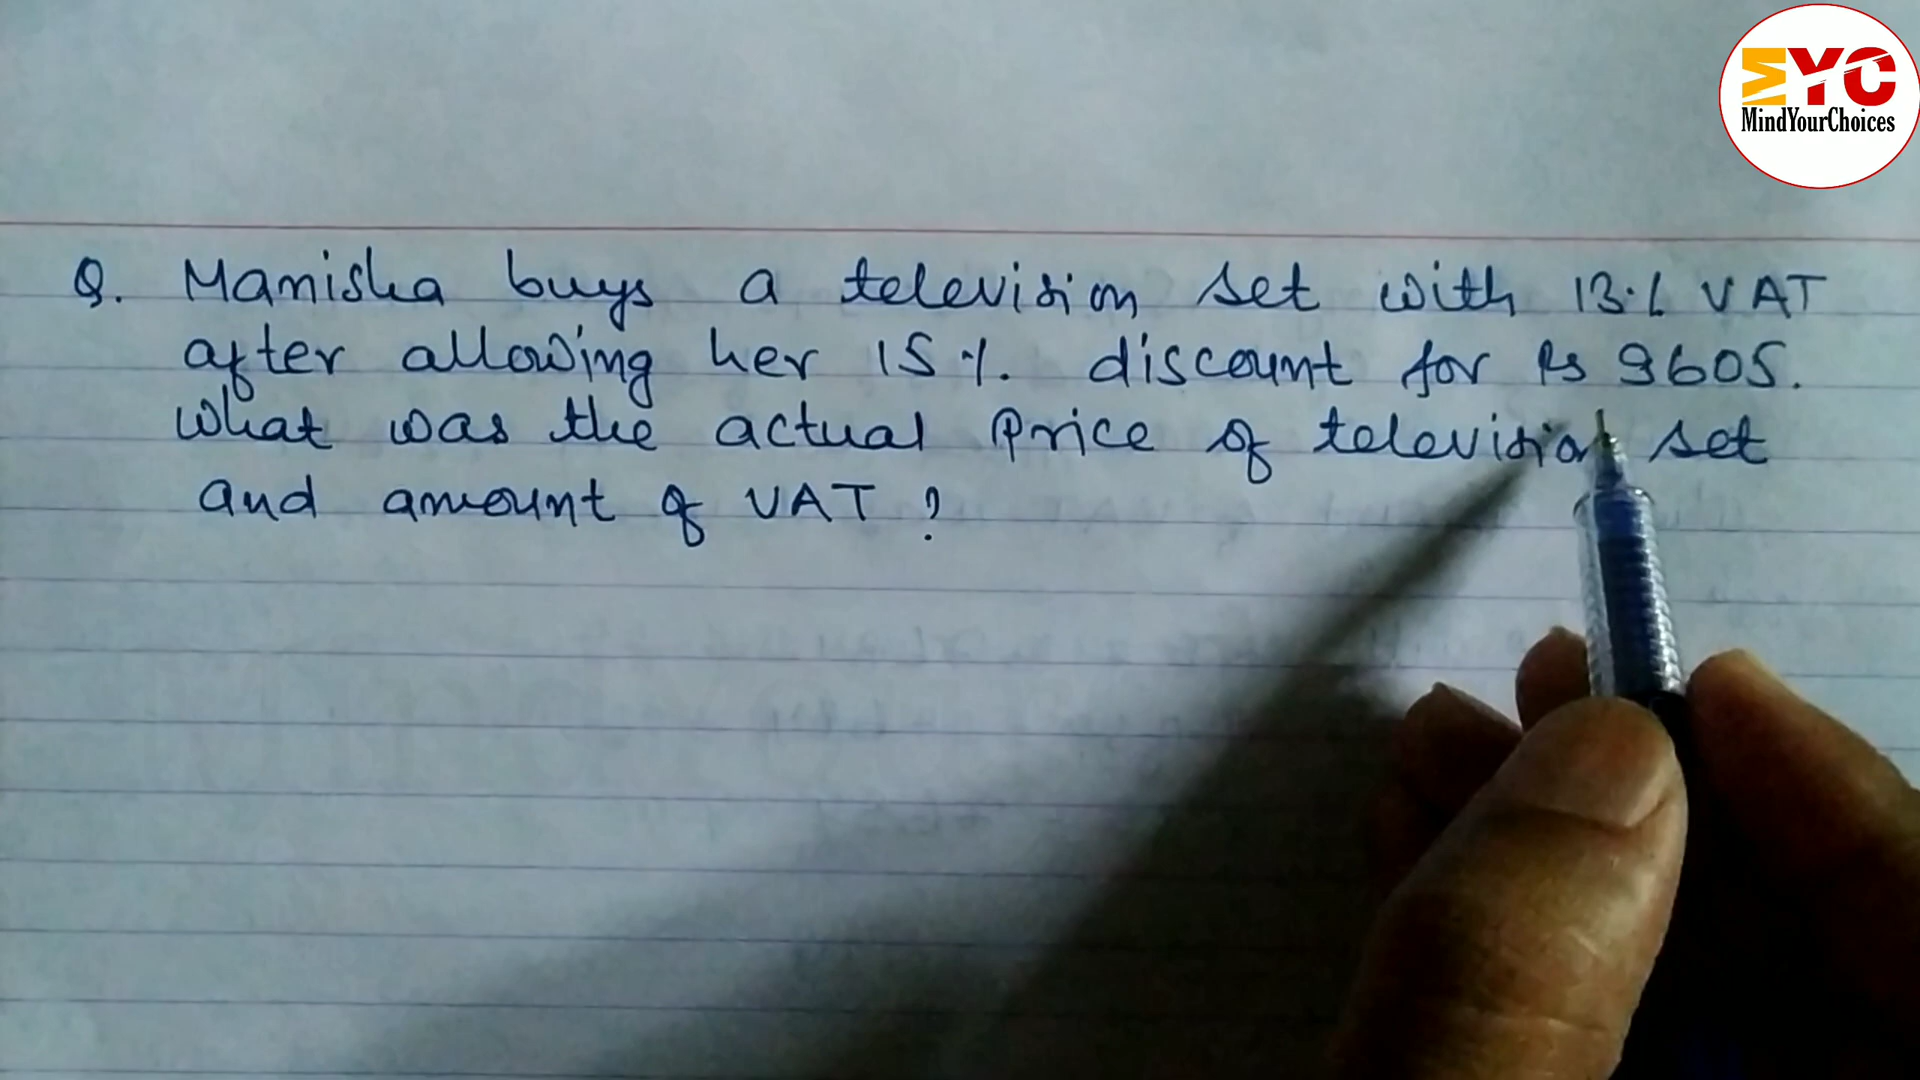 MYC
MindYourChoices
Q. Manisha buys a television set with 13% VAT
after allowing her 15%. discount for Rs 9605.
What was the actual Price of television set
and amount of VAT ?